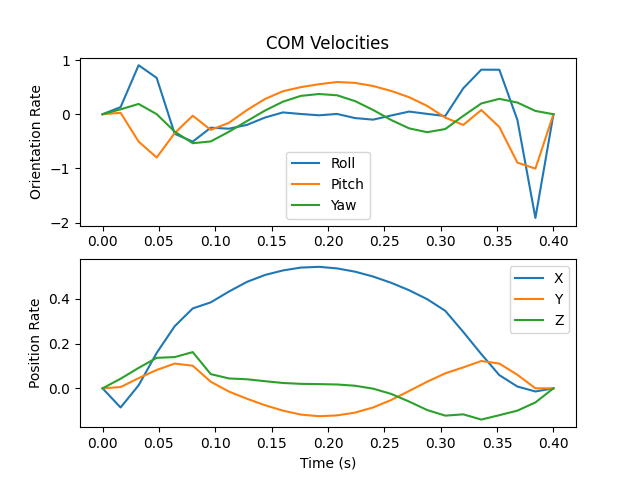 COM Velocities
Orientation Rate
1
0
−1
−2
Roll
Pitch
Yaw
0.00 0.05 0.10 0.15 0.20 0.25 0.30 0.35 0.40
Position Rate
0.4
0.2
0.0
X
Y
Z
0.00 0.05 0.10 0.15 0.20 0.25 0.30 0.35 0.40
Time (s)